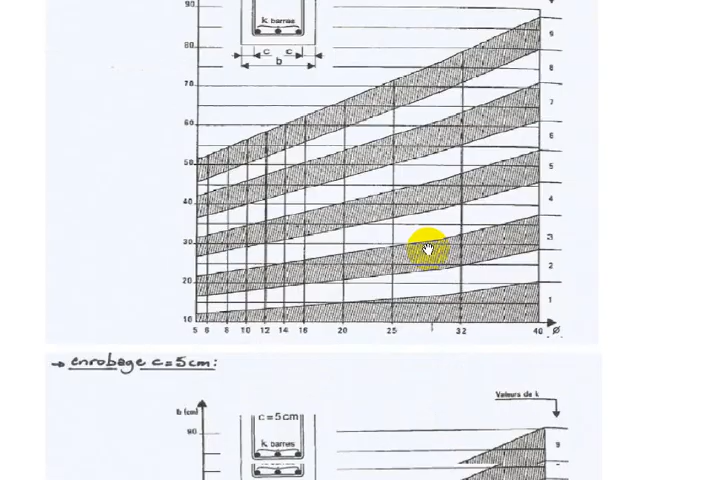 90
k barres
c c
b
80
9
8
70
7
60
6
50
5
40
4
30
3
2
20
1
10
5 6 8 10 12 14 16 20 25 32 40 Ø
→ enrobage c=5cm:
Valeurs de k
b (cm)
c=5cm
90
k barres
9